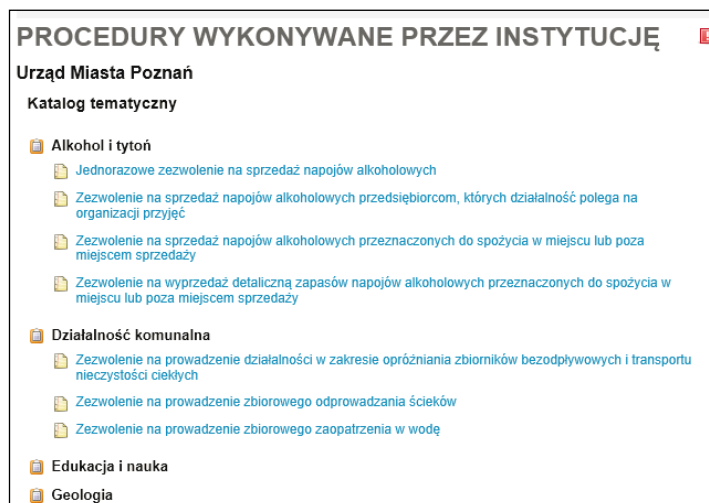 PROCEDURY WYKONYWANE PRZEZ INSTYTUCJĘ
Urząd Miasta Poznań
Katalog tematyczny
Alkohol i tytoń
Jednorazowe zezwolenie na sprzedaż napojów alkoholowych
Zezwolenie na sprzedaż napojów alkoholowych przedsiębiorcom, których działalność polega na
organizacji przyjęć
Zezwolenie na sprzedaż napojów alkoholowych przeznaczonych do spożycia w miejscu lub poza
miejscem sprzedaży
Zezwolenie na wyprzedaż detaliczną zapasów napojów alkoholowych przeznaczonych do spożycia w
miejscu lub poza miejscem sprzedaży
Działalność komunalna
Zezwolenie na prowadzenie działalności w zakresie opróżniania zbiorników bezodpływowych i transportu
nieczystości ciekłych
Zezwolenie na prowadzenie zbiorowego odprowadzania ścieków
Zezwolenie na prowadzenie zbiorowego zaopatrzenia w wodę
Edukacja i nauka
Geologia